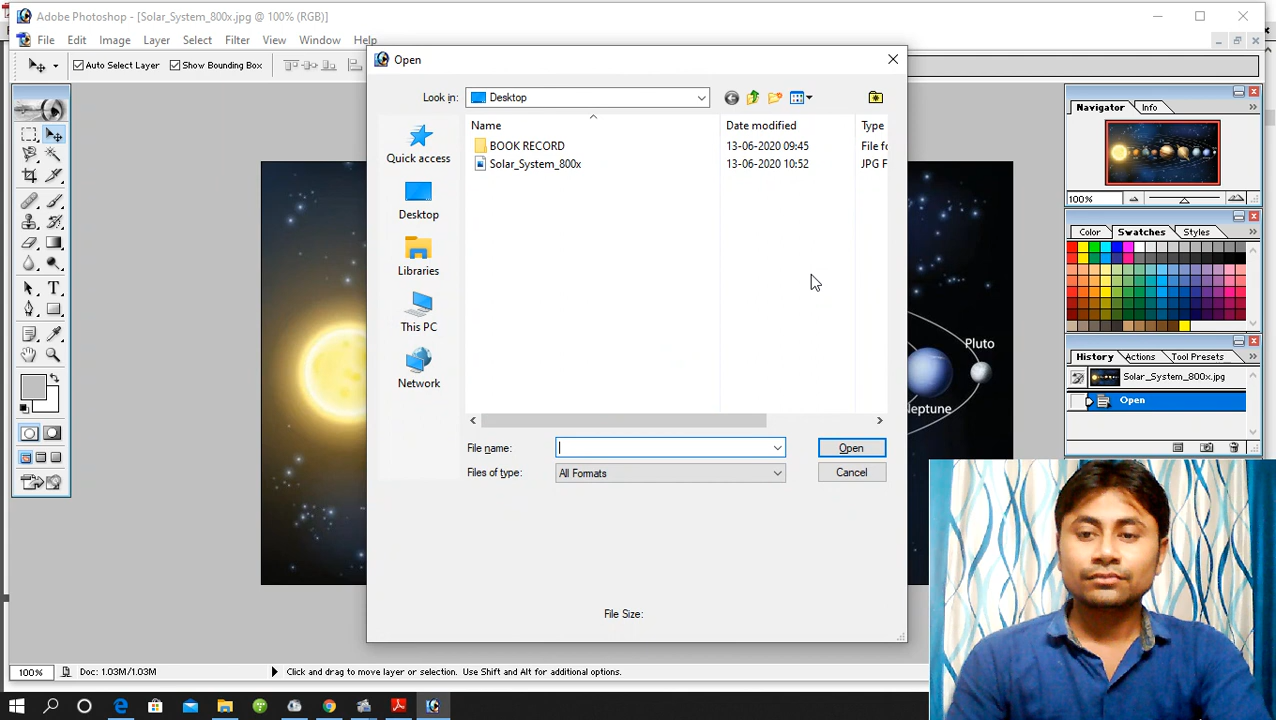 Adobe Photoshop - [Solar_System_800x.jpg @ 100% (RGB)]
File Edit Image Layer Select Filter View Window Help
Auto Select Layer Show Bounding Box
Open
Look in: Desktop
Name Date modified Type
BOOK RECORD 13-06-2020 09:45 File fo
Solar_System_800x 13-06-2020 10:52 JPG F
Quick access
Desktop
Libraries
This PC
Network
File name: Open
Files of type: All Formats Cancel
File Size:
Pluto
Neptune
Navigator Info
100%
Color Swatches Styles
History Actions Tool Presets
Solar_System_800x.jpg
Open
100% Doc: 1.03M/1.03M Click and drag to move layer or selection. Use Shift and Alt for additional options.